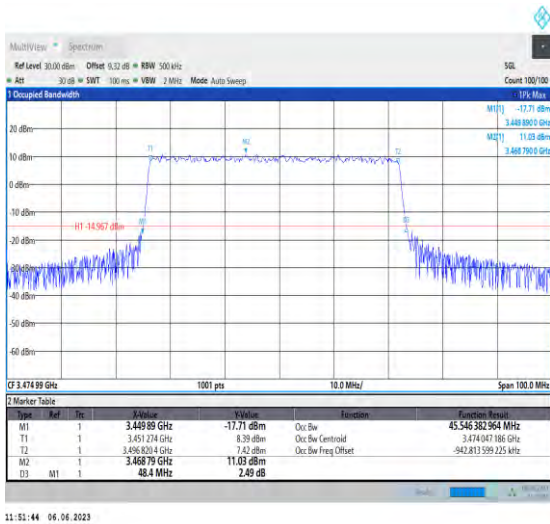 MultiView Spectrum
Ref Level 30.00 dBm Offset 9.32 dB RBW 500 kHz SGL
Att 30 dB SWT 100 ms VBW 2 MHz Mode Auto Sweep Count 100/100
1 Occupied Bandwidth 1Pk Max
M1[1] -17.71 dBm
3.449 890 0 GHz
M2[1] 11.03 dBm
3.468 790 0 GHz
20 dBm
T1 M2 T2
10 dBm
0 dBm
-10 dBm
M1 D3
H1 -14.967 dBm
-20 dBm
-30 dBm
-40 dBm
-50 dBm
-60 dBm
CF 3.474 99 GHz 1001 pts 10.0 MHz/ Span 100.0 MHz
2 Marker Table
Type Ref Trc X-Value Y-Value Function Function Result
M1 1 3.449 89 GHz -17.71 dBm Occ Bw 45.546 382 964 MHz
T1 1 3.451 274 GHz 8.39 dBm Occ Bw Centroid 3.474 047 186 GHz
T2 1 3.496 820 4 GHz 7.42 dBm Occ Bw Freq Offset -942.813 599 225 kHz
M2 1 3.468 79 GHz 11.03 dBm
D3 M1 1 48.4 MHz 2.49 dB
Ready
11:51:44 06.06.2023